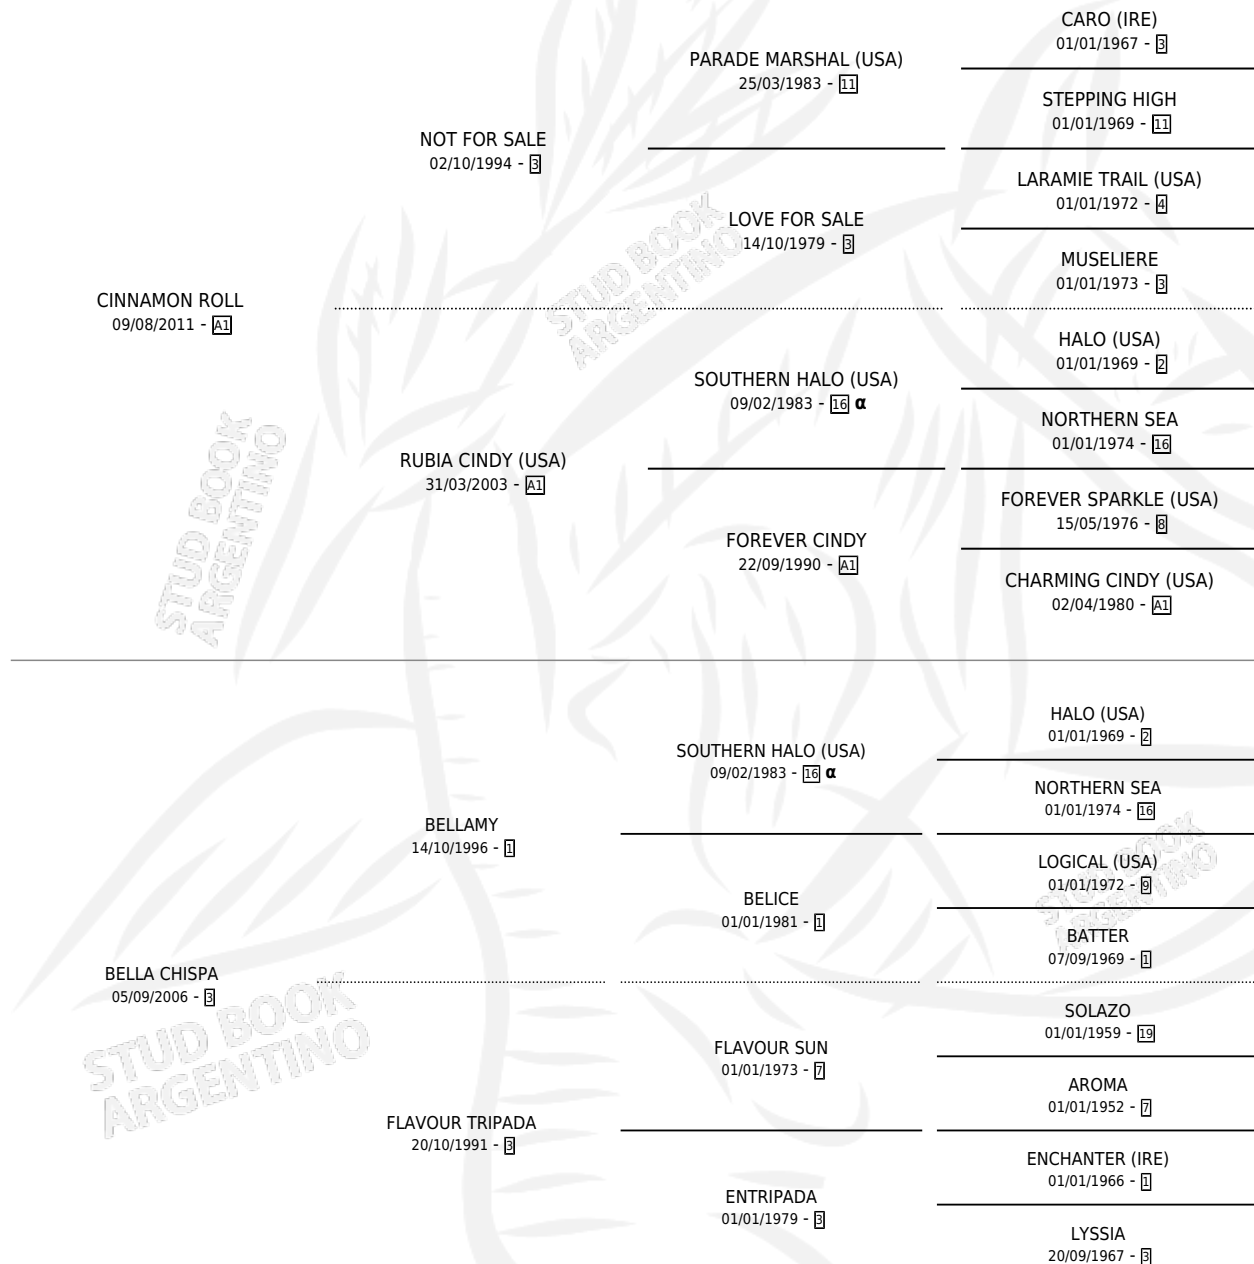 CARO (IRE)
01/01/1967 - 3
PARADE MARSHAL (USA)
25/03/1983 - 11
STEPPING HIGH
01/01/1969 - 11
NOT FOR SALE
02/10/1994 - 3
LARAMIE TRAIL (USA)
01/01/1972 - 4
LOVE FOR SALE
14/10/1979 - 3
MUSELIERE
01/01/1973 - 3
CINNAMON ROLL
09/08/2011 - A1
HALO (USA)
01/01/1969 - 2
SOUTHERN HALO (USA)
09/02/1983 - 16 α
NORTHERN SEA
01/01/1974 - 16
RUBIA CINDY (USA)
31/03/2003 - A1
FOREVER SPARKLE (USA)
15/05/1976 - 8
FOREVER CINDY
22/09/1990 - A1
CHARMING CINDY (USA)
02/04/1980 - A1
HALO (USA)
01/01/1969 - 2
SOUTHERN HALO (USA)
09/02/1983 - 16 α
NORTHERN SEA
01/01/1974 - 16
BELLAMY
14/10/1996 - 1
LOGICAL (USA)
01/01/1972 - 9
BELICE
01/01/1981 - 1
BATTER
07/09/1969 - 1
BELLA CHISPA
05/09/2006 - 3
SOLAZO
01/01/1959 - 19
FLAVOUR SUN
01/01/1973 - 7
AROMA
01/01/1952 - 7
FLAVOUR TRIPADA
20/10/1991 - 3
ENCHANTER (IRE)
01/01/1966 - 1
ENTRIPADA
01/01/1979 - 3
LYSSIA
20/09/1967 - 3
STUD BOOK
ARGENTINO
STUD BOOK
ARGENTINO
STUD BOOK
ARGENTINO
STUD BOOK
ARGENTINO